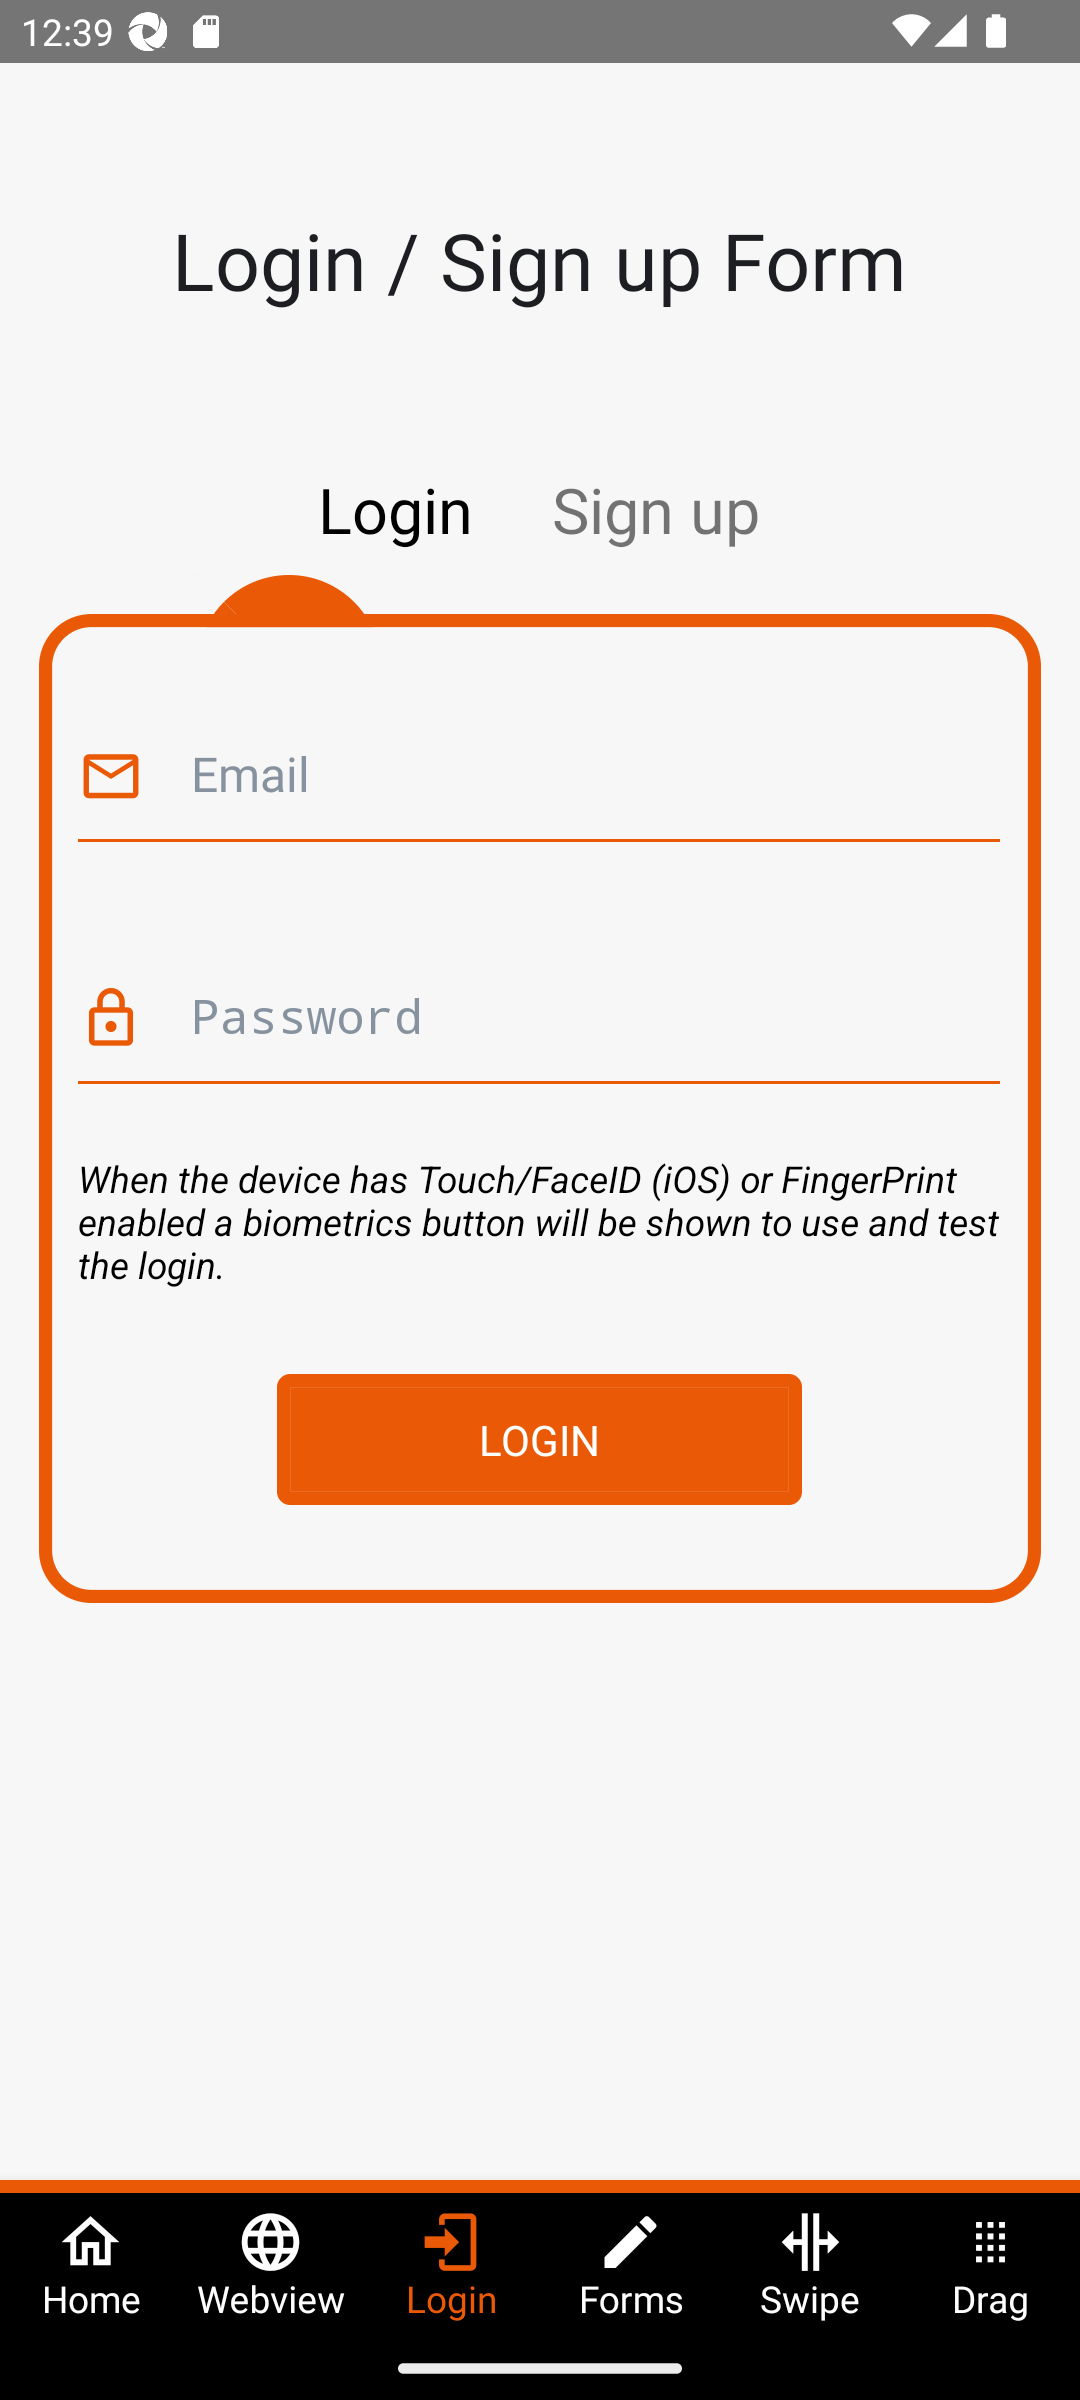 12:39
Login / Sign up Form
Login Sign up
Email
Password
When the device has Touch/FaceID (iOS) or FingerPrint
enabled a biometrics button will be shown to use and test
the login.
LOGIN
Home Webview Login Forms Swipe Drag